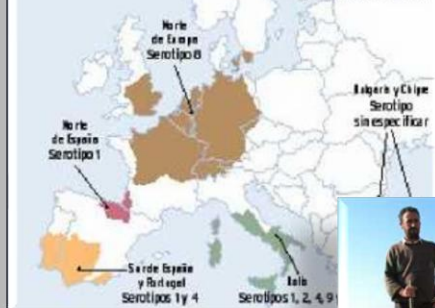 Norte
de Europa
Serotipo 8
Bulgaria y Chipe
Serotipo
sin especificar
Norte
de España
Serotipo 1
Sur de España
y Portugal
Serotipos 1 y 4
Italia
Serotipos 1, 2, 4, 9